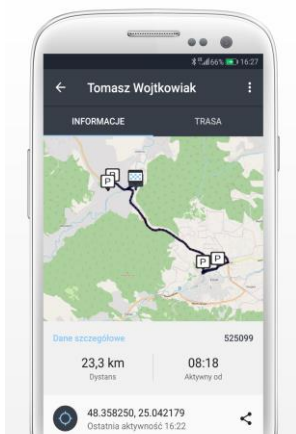 66% 16:27
Tomasz Wojtkowiak
INFORMACJE TRASA
P P
P P
Dane szczegółowe 525099
23,3 km 08:18
Dystans Aktywny od
48.358250, 25.042179
Ostatnia aktywność 16:22